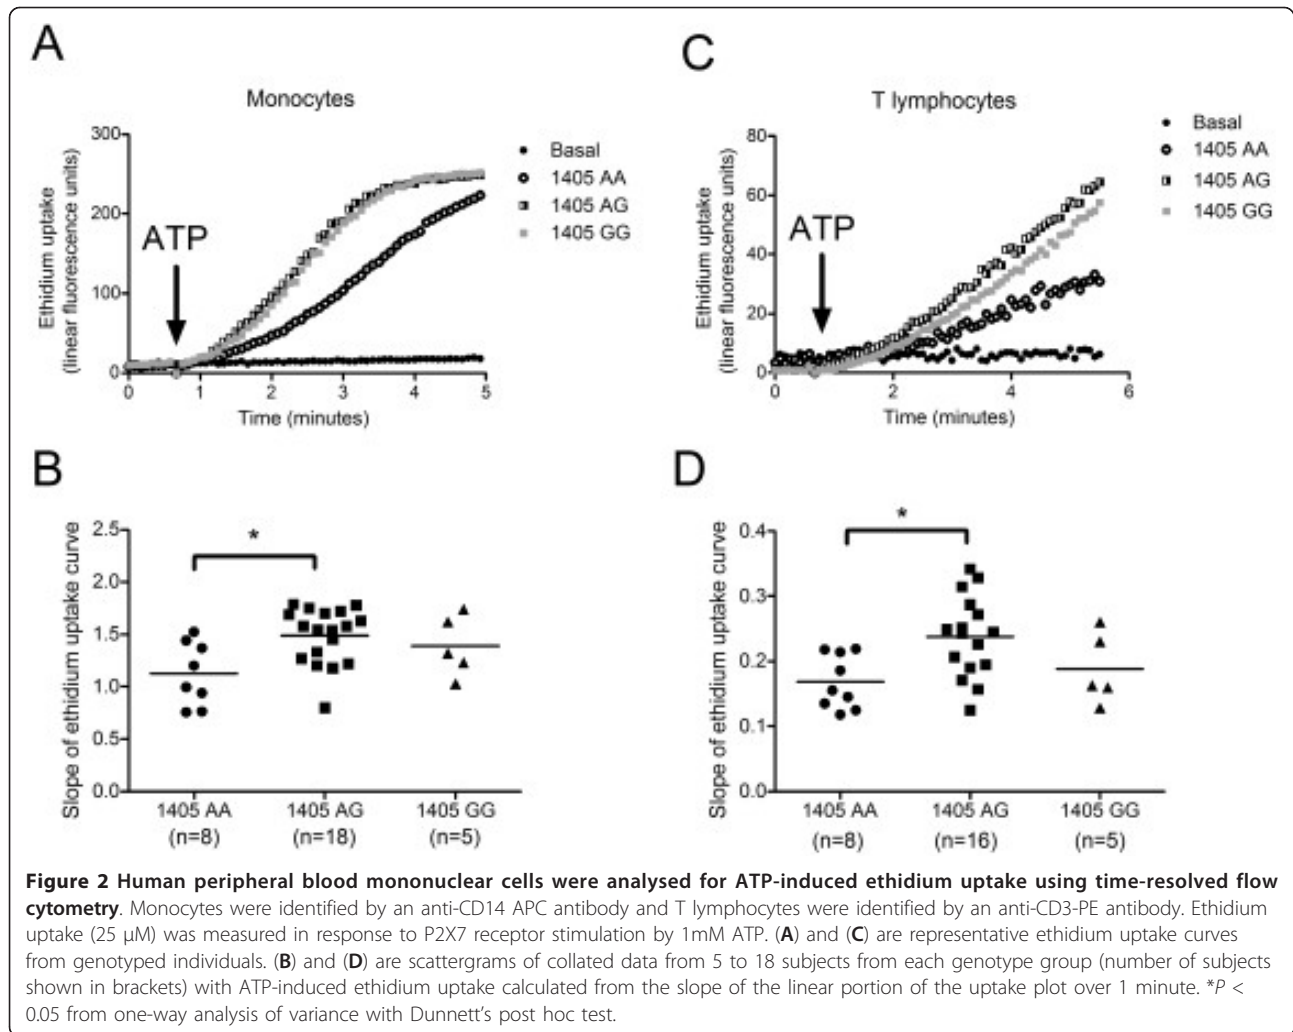 A
Monocytes
Ethidium uptake
(linear fluorescence units)
300
200
100
0
ATP
0 1 2 3 4 5
Time (minutes)
Basal
1405 AA
1405 AG
1405 GG
C
T lymphocytes
Ethidium uptake
(linear fluorescence units)
80
60
40
20
0
ATP
0 2 4 6
Time (minutes)
Basal
1405 AA
1405 AG
1405 GG
B
Slope of ethidium uptake curve
2.5
2.0
1.5
1.0
0.5
0.0
*
1405 AA 1405 AG 1405 GG
(n=8) (n=18) (n=5)
D
Slope of ethidium uptake curve
0.4
0.3
0.2
0.1
0.0
*
1405 AA 1405 AG 1405 GG
(n=8) (n=16) (n=5)
Figure 2 Human peripheral blood mononuclear cells were analysed for ATP-induced ethidium uptake using time-resolved flow
cytometry. Monocytes were identified by an anti-CD14 APC antibody and T lymphocytes were identified by an anti-CD3-PE antibody. Ethidium
uptake (25 μM) was measured in response to P2X7 receptor stimulation by 1mM ATP. (A) and (C) are representative ethidium uptake curves
from genotyped individuals. (B) and (D) are scattergrams of collated data from 5 to 18 subjects from each genotype group (number of subjects
shown in brackets) with ATP-induced ethidium uptake calculated from the slope of the linear portion of the uptake plot over 1 minute. *P <
0.05 from one-way analysis of variance with Dunnett's post hoc test.